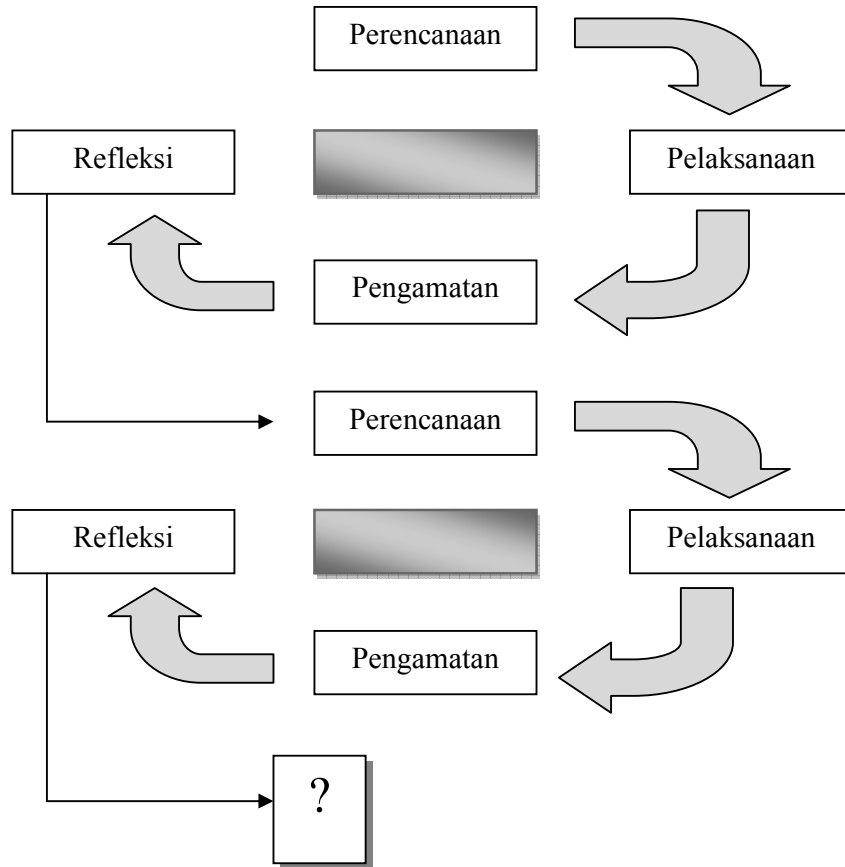 Perencanaan
Refleksi
Pelaksanaan
Pengamatan
Perencanaan
Refleksi
Pelaksanaan
Pengamatan
?